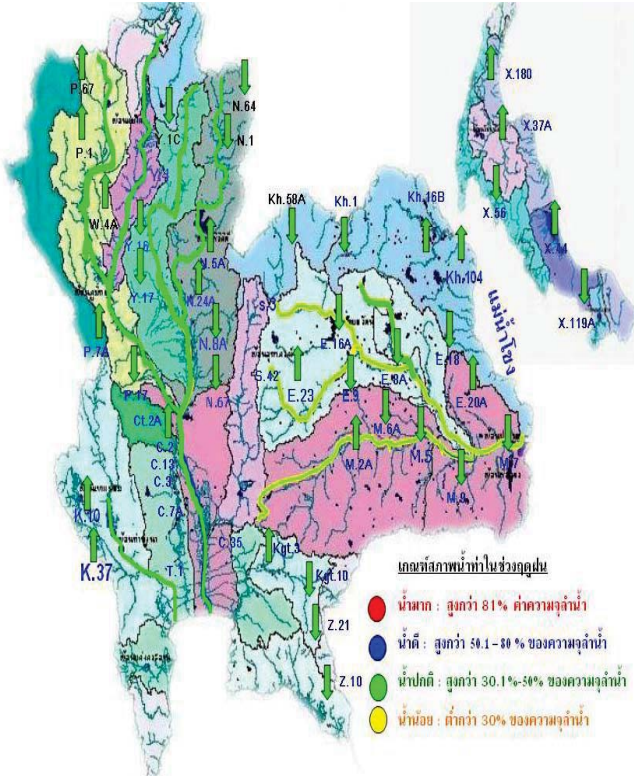 P.67
P.1
W.4A
1C
N.64
N.1
Y.16
Y.17
N.5A
W.24A
N.8A
N.67
P.7A
P.17
Ct.2A
C.2
C.13
C.3
C.7A
C.35
K.10
K.37
T.1
Kh.58A
Kh.1
Kh.16B
Kh.104
แม่น้ำโขง
E.16A
S.42
E.23
E.9
E.8A
E.18
E.20A
M.6A
M.2A
M.5
M.9
M.7
Kgt.3
Kgt.10
Z.21
Z.10
X.180
X.37A
X.56
X.44
X.119A
เกณฑ์สภาพน้ำท่าในช่วงฤดูฝน
น้ำมาก : สูงกว่า 81% ค่าความจุลำน้ำ
น้ำดี : สูงกว่า 50.1 – 80 % ของความจุลำน้ำ
น้ำปกติ : สูงกว่า 30.1%-50% ของความจุลำน้ำ
น้ำน้อย : ต่ำกว่า 30% ของความจุลำน้ำ